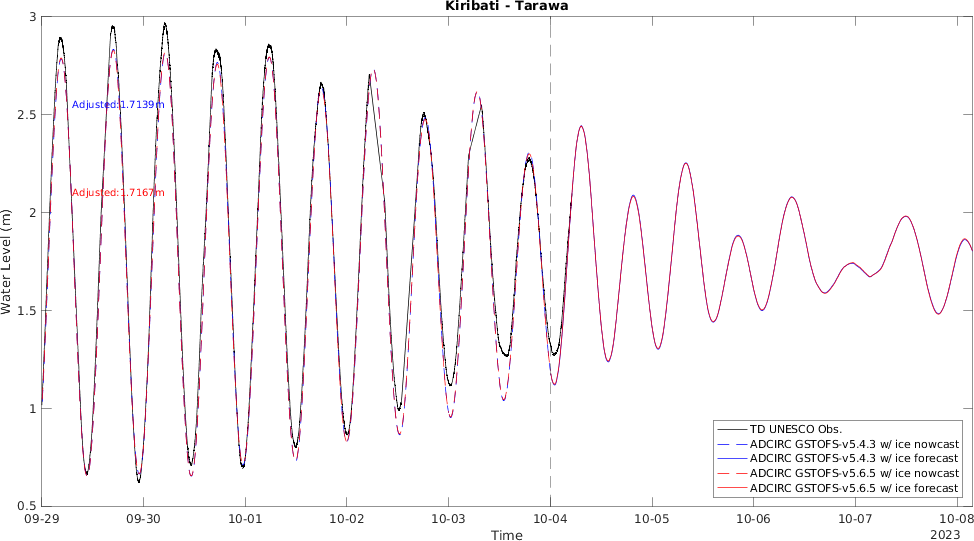 Kiribati - Tarawa
3
2.5
2
1.5
1
0.5
Water Level (m)
Adjusted:1.7139m
Adjusted:1.7167m
TD UNESCO Obs.
ADCIRC GSTOFS-v5.4.3 w/ ice nowcast
ADCIRC GSTOFS-v5.4.3 w/ ice forecast
ADCIRC GSTOFS-v5.6.5 w/ ice nowcast
ADCIRC GSTOFS-v5.6.5 w/ ice forecast
09-29 09-30 10-01 10-02 10-03 10-04 10-05 10-06 10-07 10-08
Time
2023